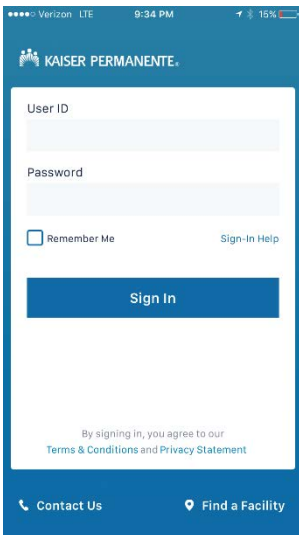 Verizon LTE 9:34 PM 15%
KAISER PERMANENTE®
User ID
Password
Remember Me Sign-In Help
Sign In
By signing in, you agree to our
Terms & Conditions and Privacy Statement
Contact Us Find a Facility